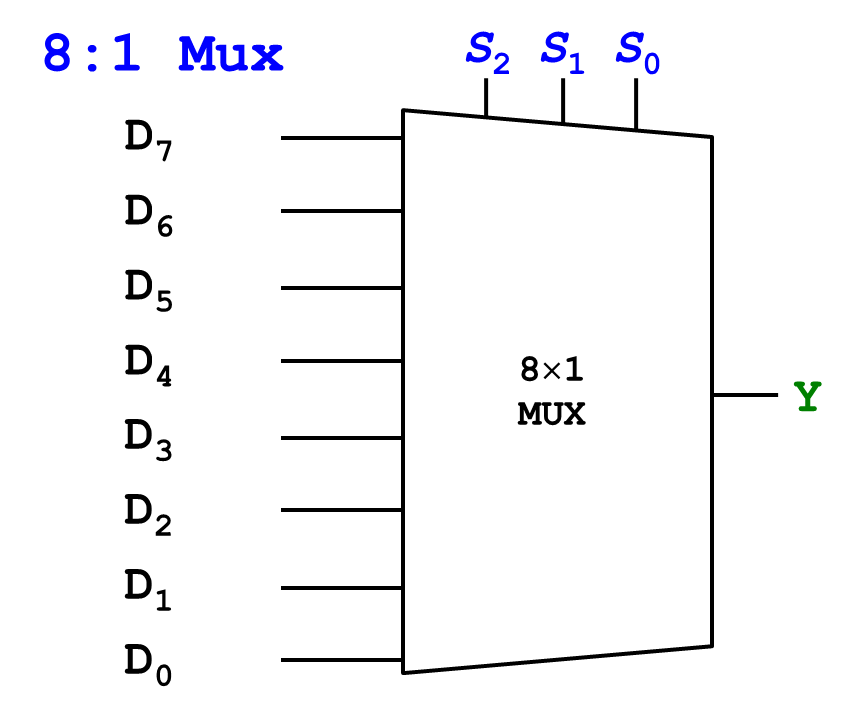 8:1 Mux
S₂ S₁ S₀
D₇
D₆
D₅
D₄
8×1
MUX
Y
D₃
D₂
D₁
D₀